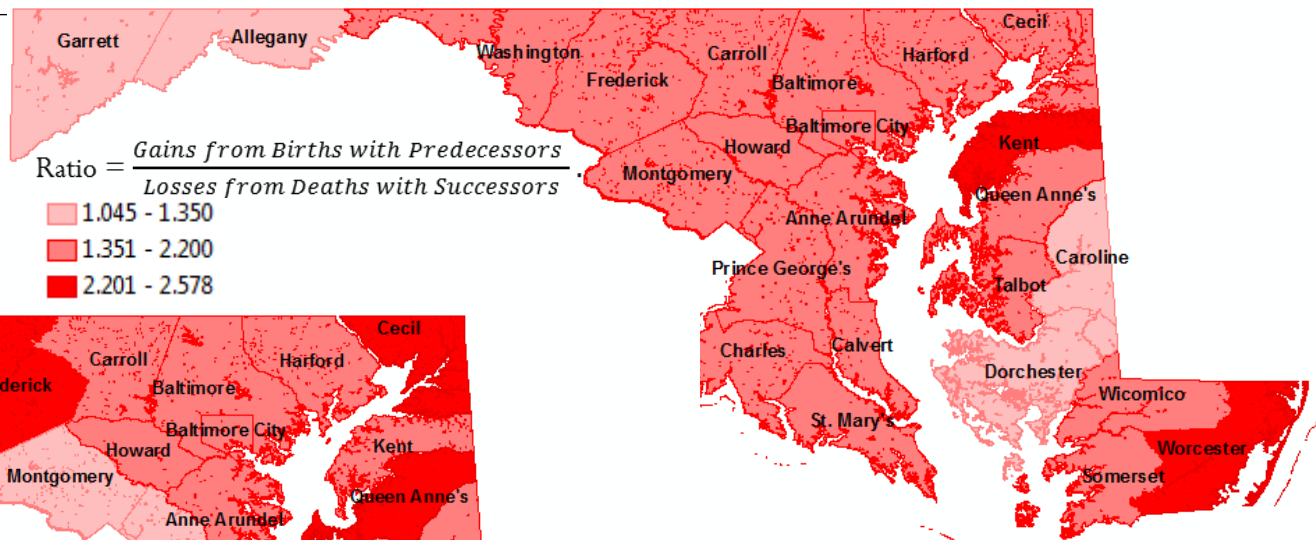 Garrett
Allegany
Washington
Frederick
Carroll
Baltimore
Harford
Cecil
Baltimore City
Kent
Howard
Montgomery
Queen Anne's
Anne Arundel
Caroline
Prince George's
Talbot
Charles
Calvert
Dorchester
Wicomico
St. Mary's
Worcester
Somerset
Ratio = Gains from Births with Predecessors
Losses from Deaths with Successors .
1.045 - 1.350
1.351 - 2.200
2.201 - 2.578
Cecil
Carroll
Harford
derick
Baltimore
Baltimore City
Kent
Howard
Montgomery
Queen Anne's
Anne Arundel